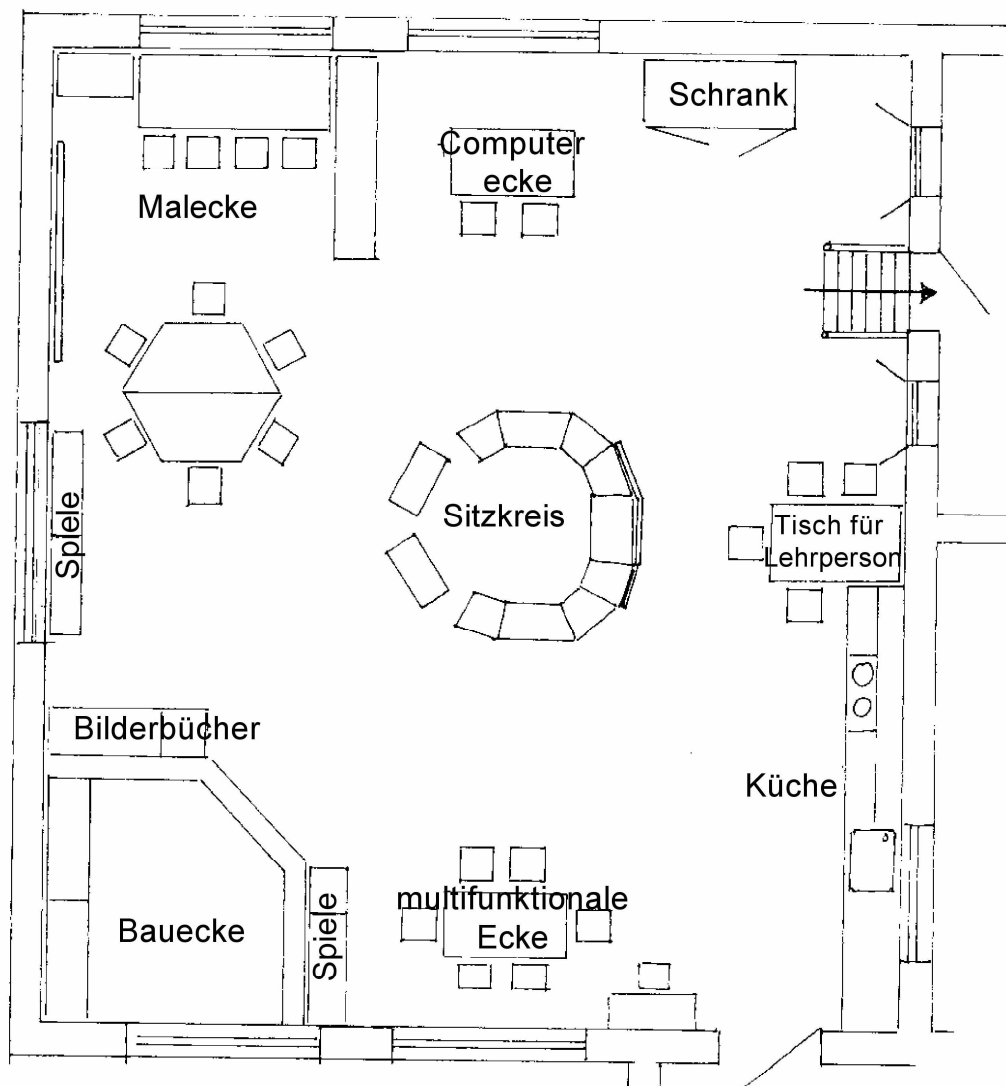 Schrank
Computer
ecke
Malecke
Spiele
Sitzkreis
Tisch für
Lehrperson
Bilderbücher
Küche
Bauecke
Spiele
multifunktionale
Ecke